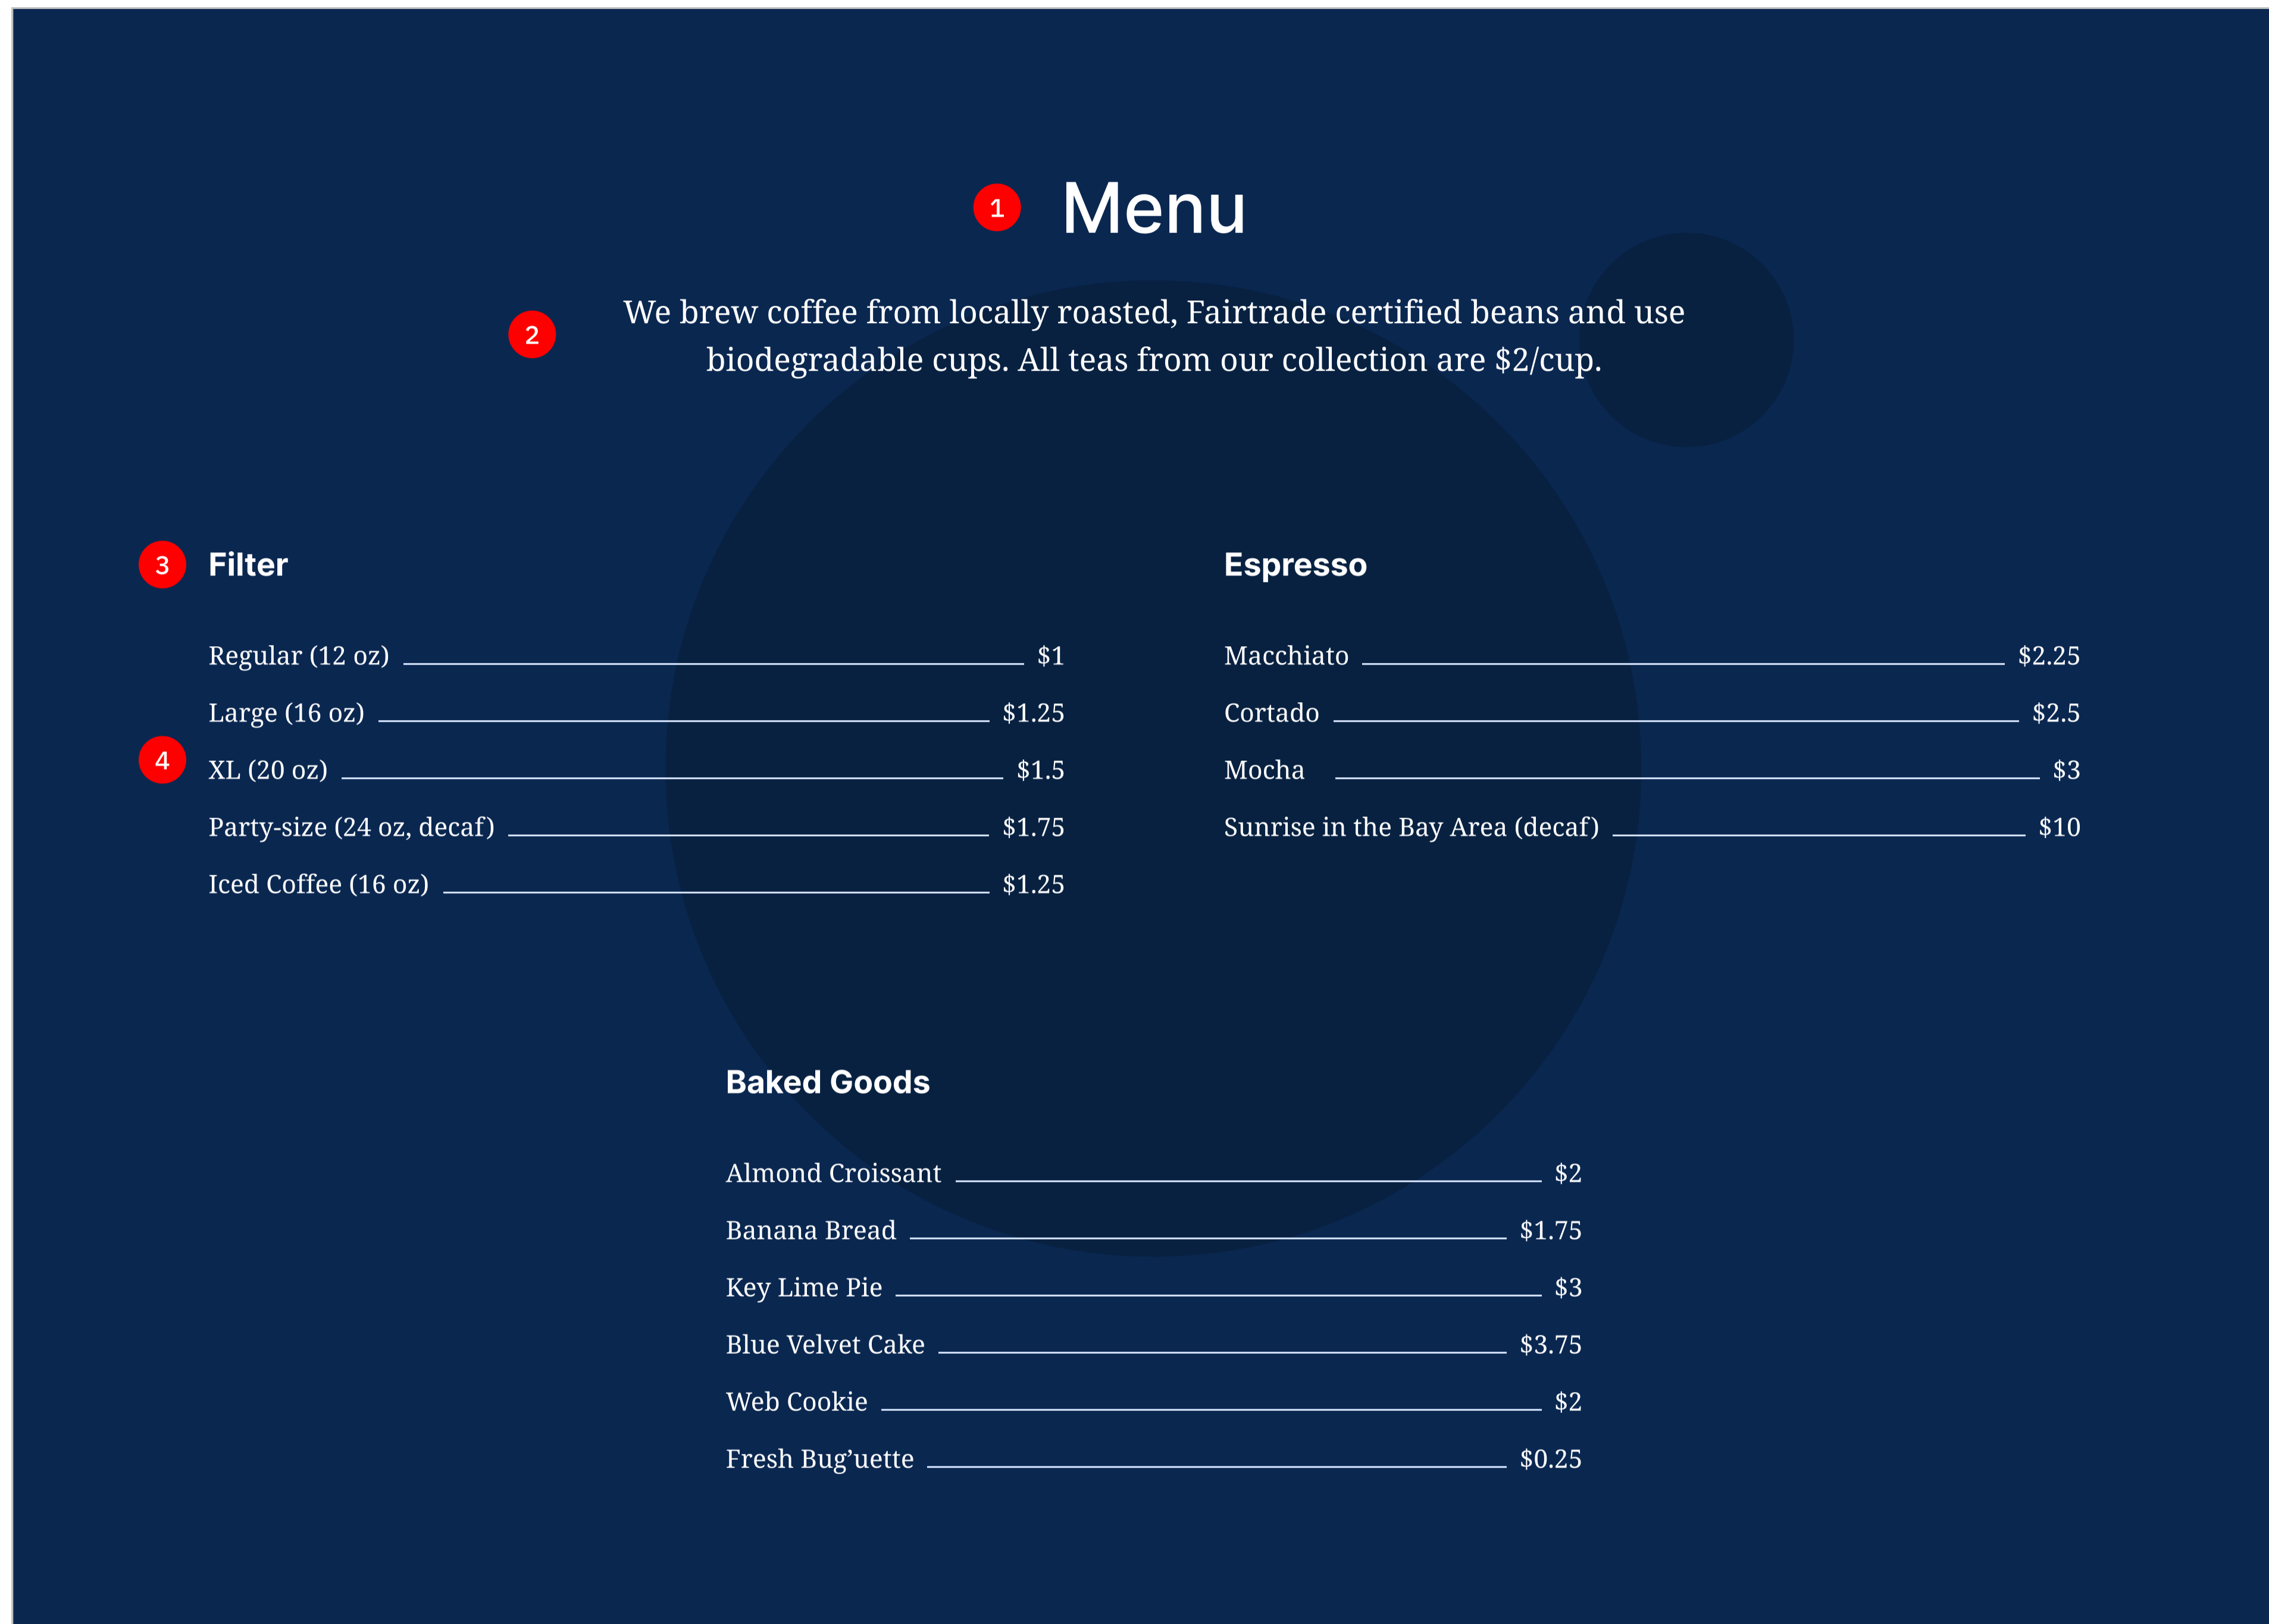 1 Menu
2 We brew coffee from locally roasted, Fairtrade certified beans and use
biodegradable cups. All teas from our collection are $2/cup.
3 Filter
Regular (12 oz) $1
Large (16 oz) $1.25
4 XL (20 oz) $1.5
Party-size (24 oz, decaf) $1.75
Iced Coffee (16 oz) $1.25
Espresso
Macchiato $2.25
Cortado $2.5
Mocha $3
Sunrise in the Bay Area (decaf) $10
Baked Goods
Almond Croissant $2
Banana Bread $1.75
Key Lime Pie $3
Blue Velvet Cake $3.75
Web Cookie $2
Fresh Bug’uette $0.25